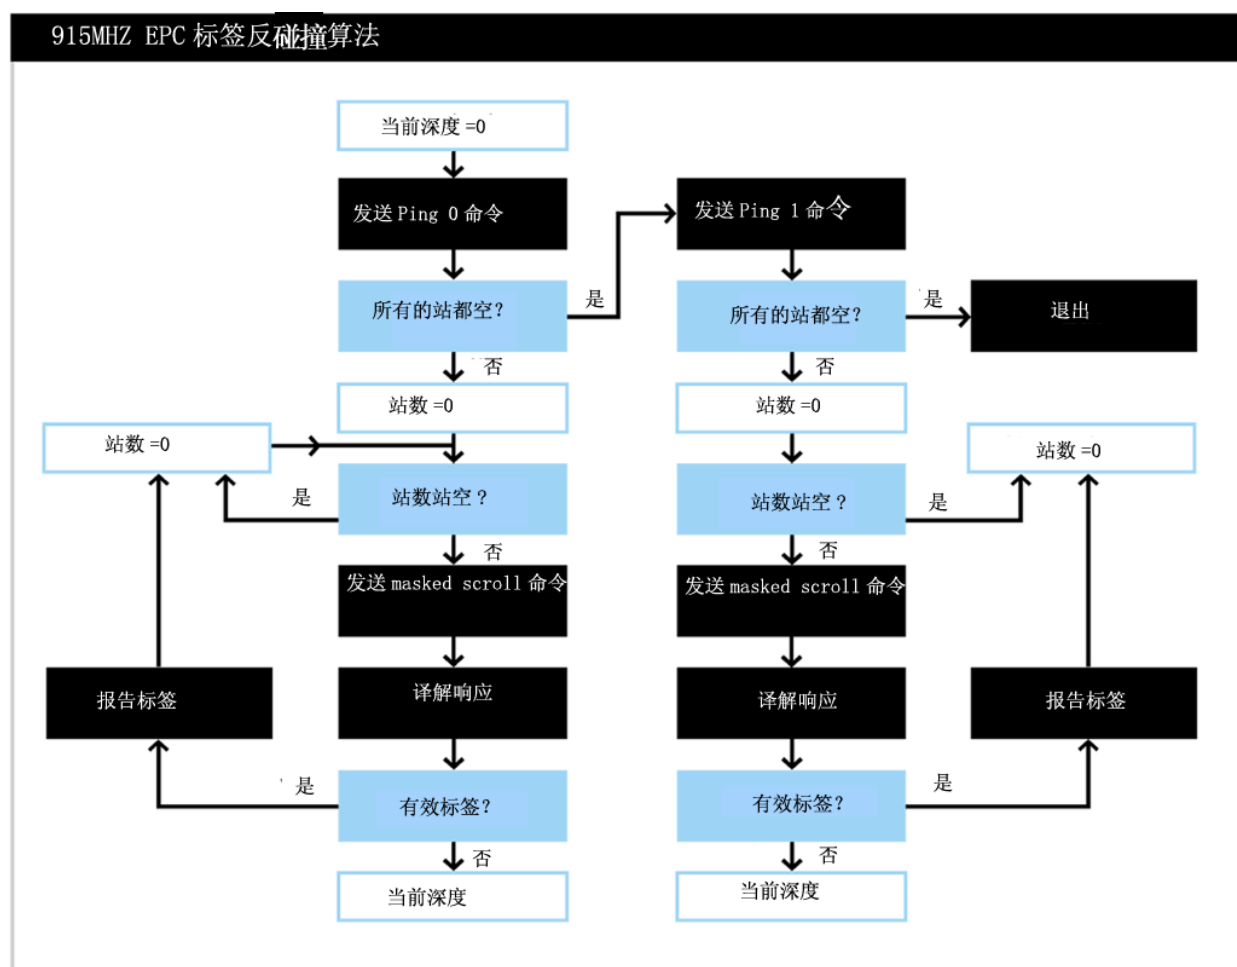 915MHZ EPC 标签反碰撞算法
当前深度=0
发送 Ping 0 命令
发送 Ping 1 命令
所有的站都空?
是
所有的站都空?
是
退出
否
否
站数=0
站数=0
站数=0
站数=0
站数站空?
是
站数站空?
是
否
否
发送 masked scroll 命令
发送 masked scroll 命令
报告标签
译解响应
译解响应
报告标签
是
有效标签?
有效标签?
是
否
否
当前深度
当前深度